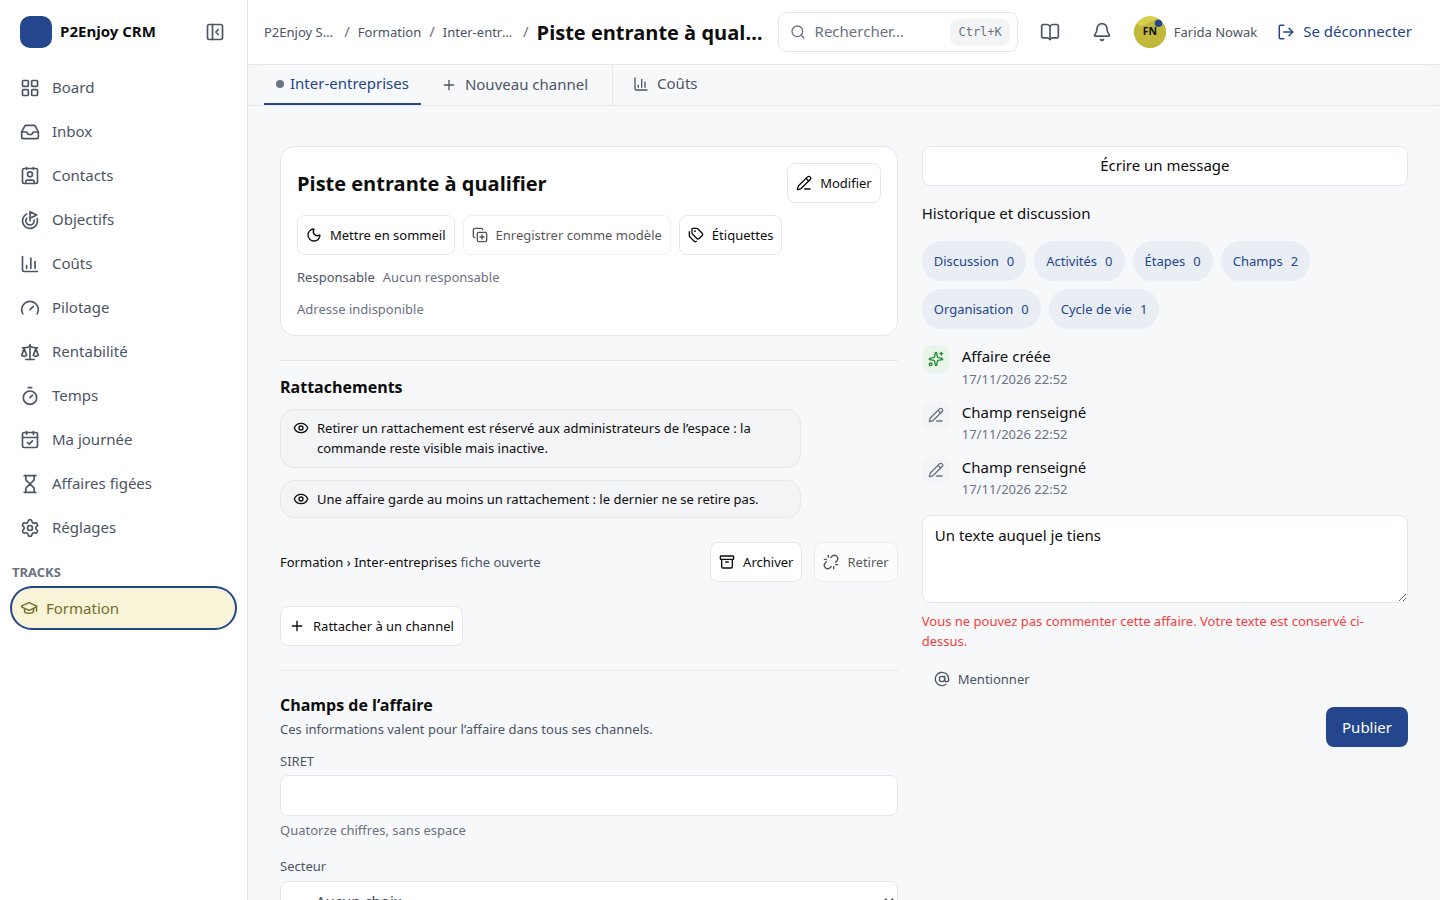 P2Enjoy CRM
Board
Inbox
Contacts
Objectifs
Coûts
Pilotage
Rentabilité
Temps
Ma journée
Affaires figées
Réglages
TRACKS
Formation
P2Enjoy S... / Formation / Inter-entr... / Piste entrante à qual...
Rechercher... Ctrl+K
FN Farida Nowak
Se déconnecter
Inter-entreprises
Nouveau channel
Coûts
Piste entrante à qualifier
Modifier
Mettre en sommeil
Enregistrer comme modèle
Étiquettes
Responsable Aucun responsable
Adresse indisponible
Rattachements
Retirer un rattachement est réservé aux administrateurs de l’espace : la
commande reste visible mais inactive.
Une affaire garde au moins un rattachement : le dernier ne se retire pas.
Formation › Inter-entreprises fiche ouverte
Archiver
Retirer
Rattacher à un channel
Champs de l’affaire
Ces informations valent pour l’affaire dans tous ses channels.
SIRET
Quatorze chiffres, sans espace
Secteur
Écrire un message
Historique et discussion
Discussion 0
Activités 0
Étapes 0
Champs 2
Organisation 0
Cycle de vie 1
Affaire créée
17/11/2026 22:52
Champ renseigné
17/11/2026 22:52
Champ renseigné
17/11/2026 22:52
Un texte auquel je tiens
Vous ne pouvez pas commenter cette affaire. Votre texte est conservé ci-
dessus.
Mentionner
Publier